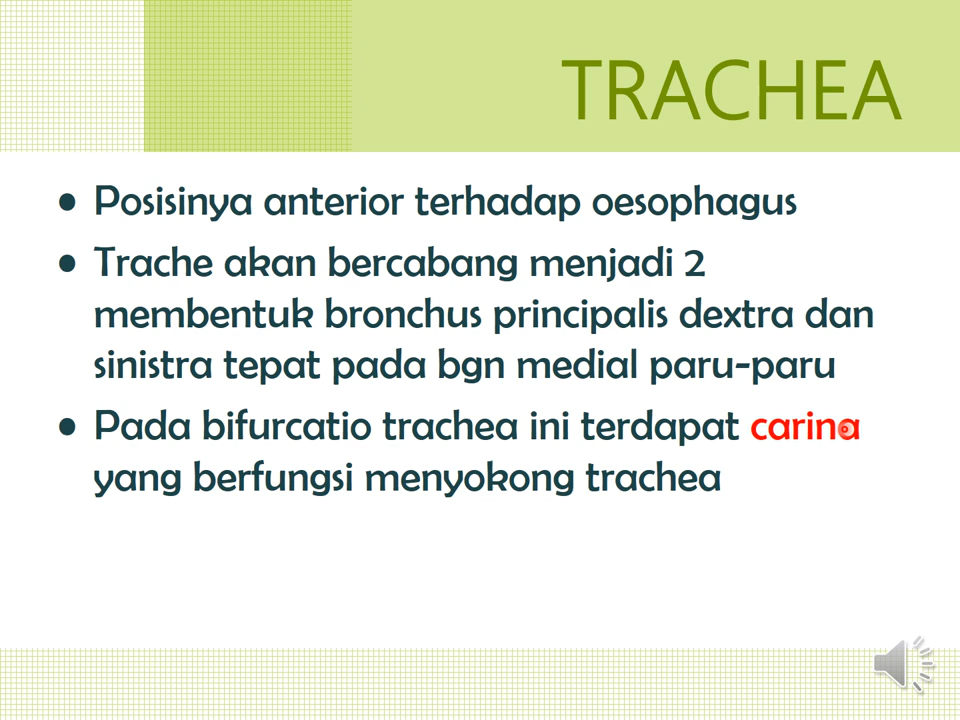 TRACHEA
• Posisinya anterior terhadap oesophagus
• Trache akan bercabang menjadi 2
membentuk bronchus principalis dextra dan
sinistra tepat pada bgn medial paru-paru
• Pada bifurcatio trachea ini terdapat carina
yang berfungsi menyokong trachea